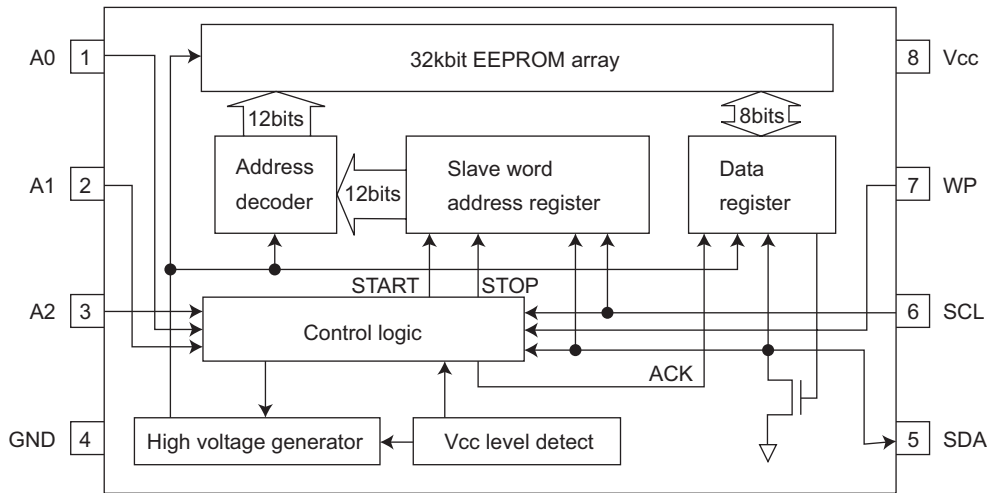 A0 1
32kbit EEPROM array
8 Vcc
12bits
8bits
A1 2
Address
decoder
12bits
Slave word
address register
Data
register
7 WP
START STOP
A2 3
Control logic
6 SCL
ACK
GND 4
High voltage generator
Vcc level detect
5 SDA